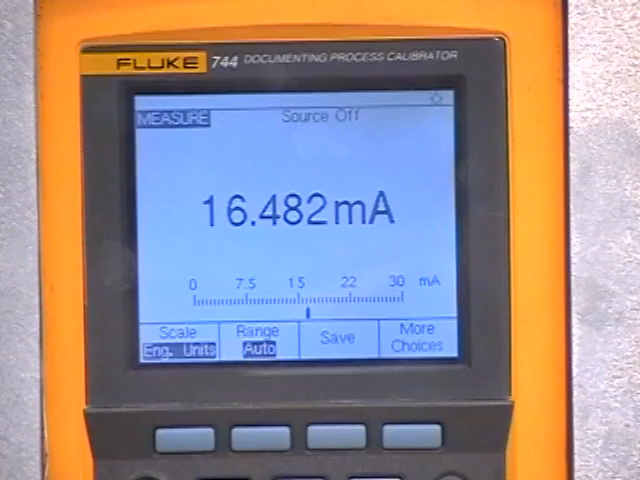 FLUKE 744 DOCUMENTING PROCESS CALIBRATOR
MEASURE Source Off
16.482mA
0 7.5 15 22 30 mA
Scale Range Save More
Eng. Units Auto Choices